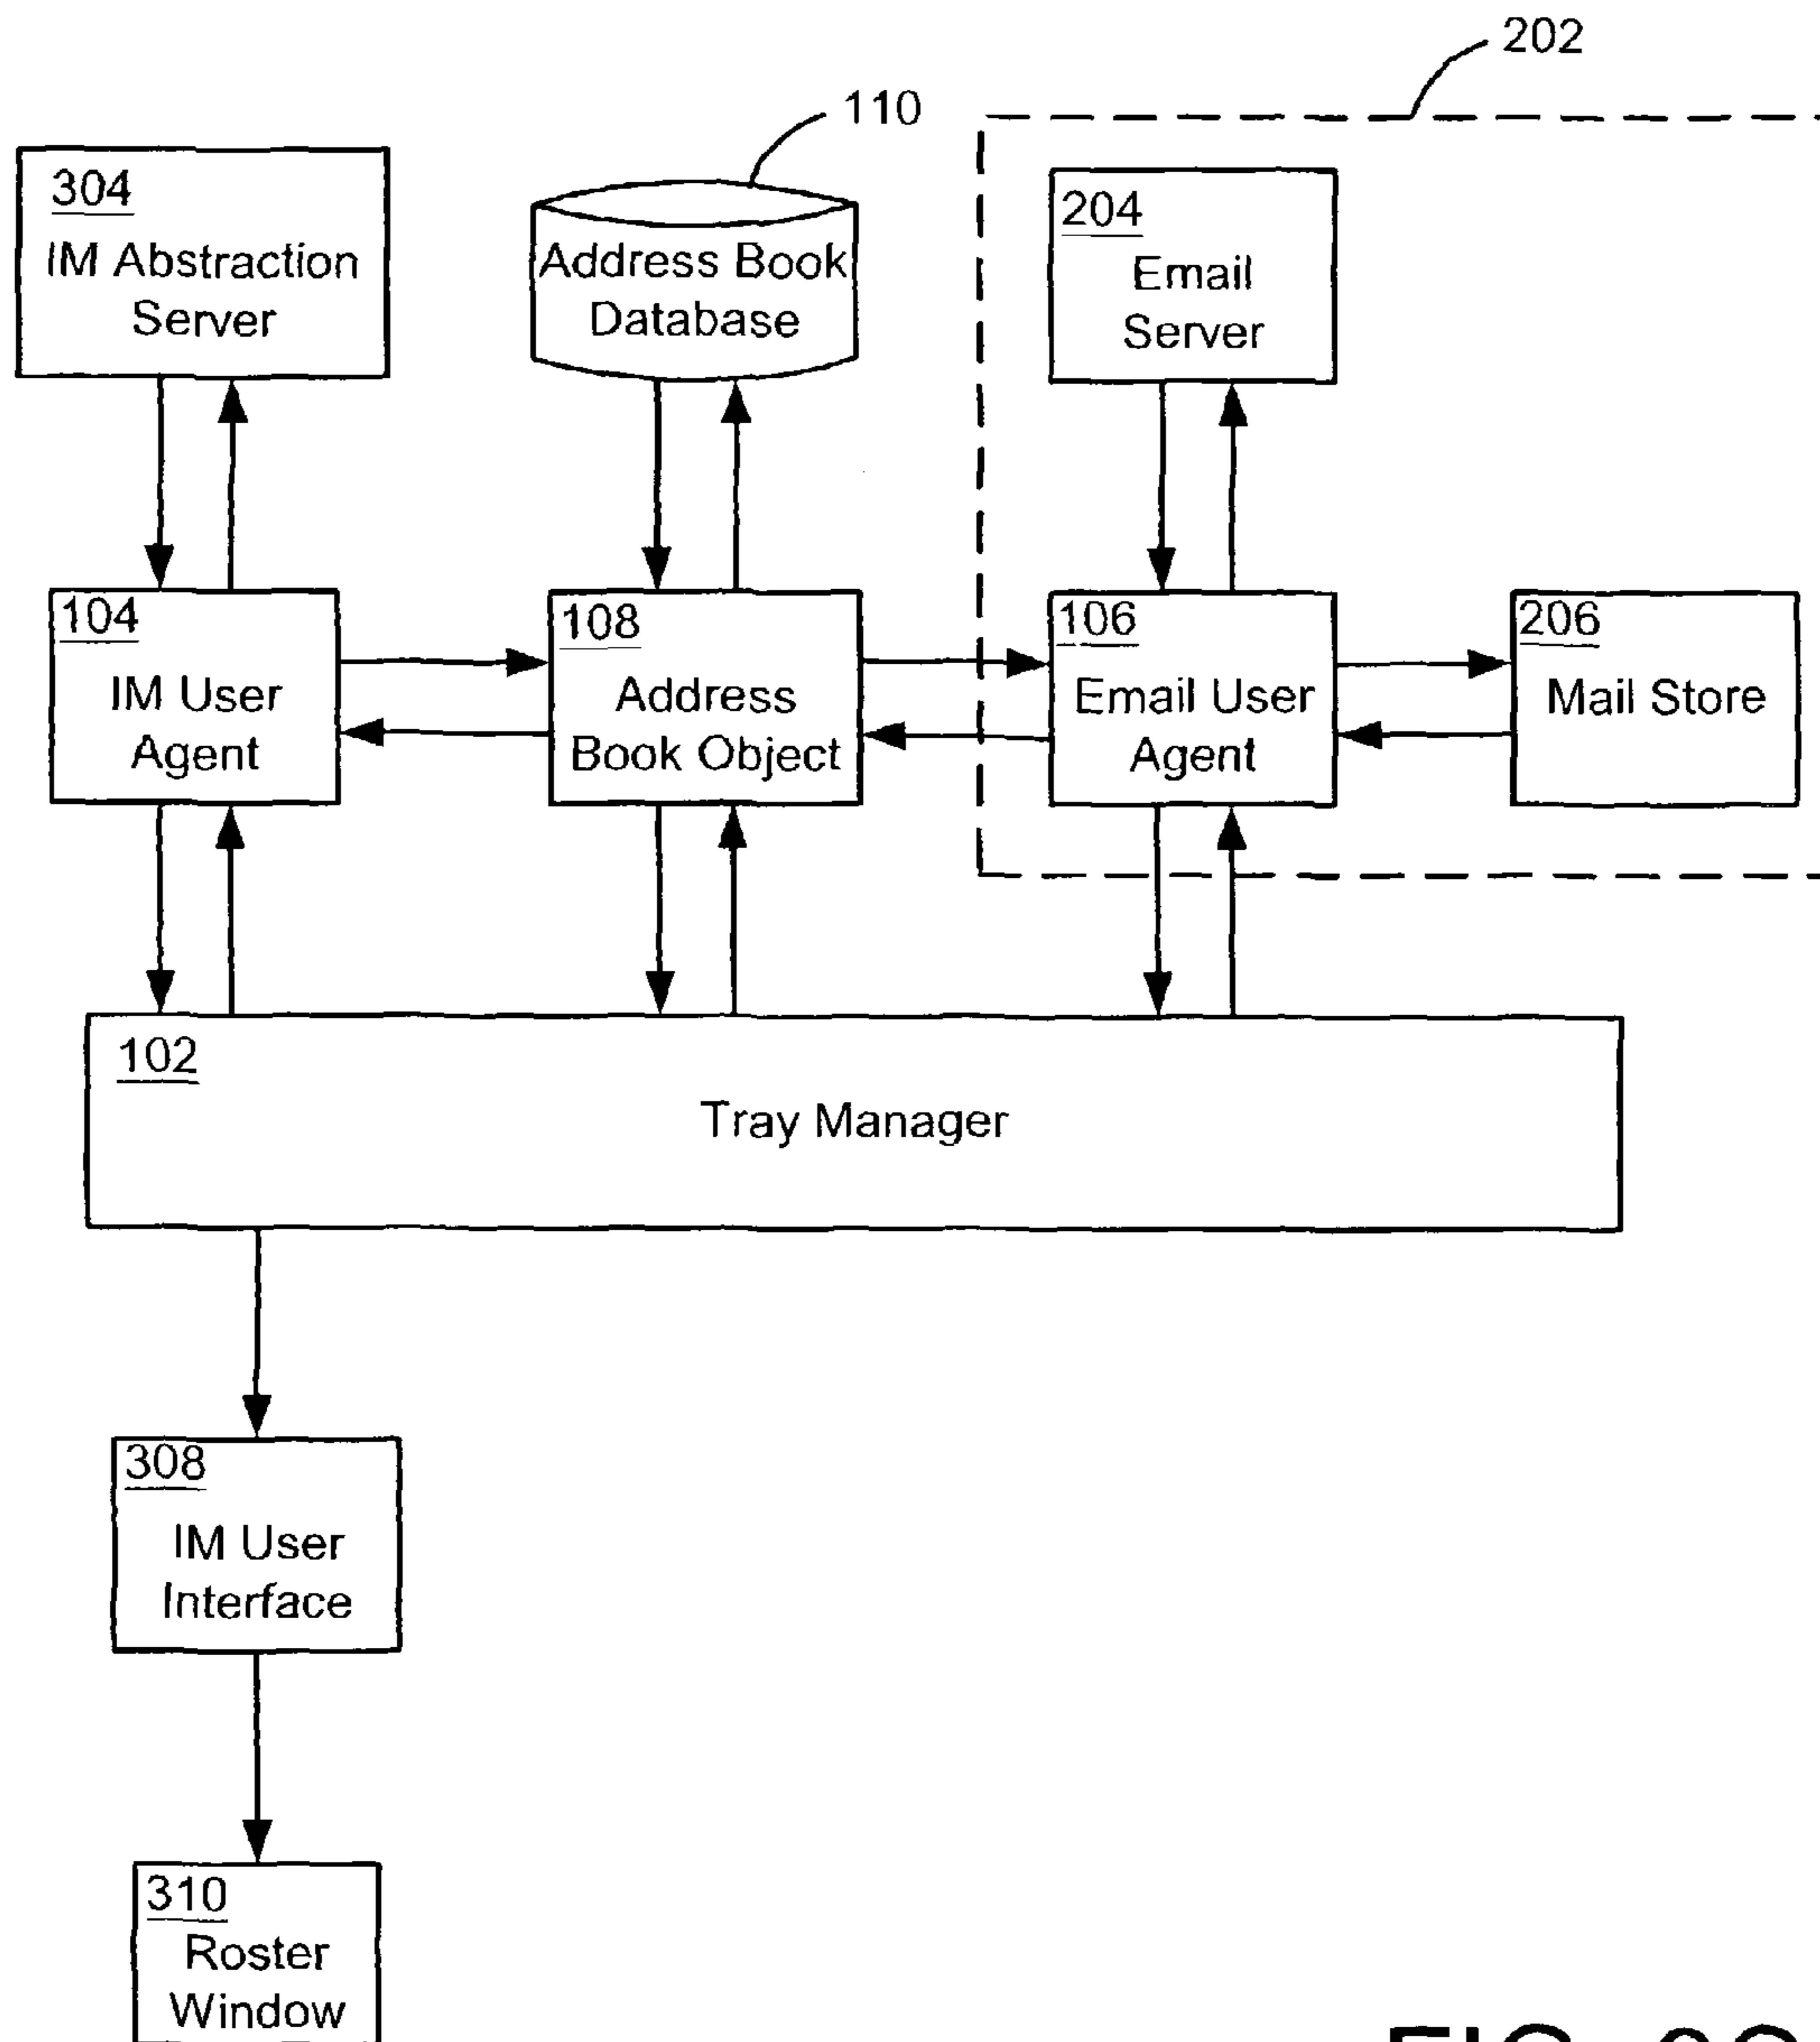 202
110
304
IM Abstraction
Server
Address Book
Database
204
Email
Server
104
IM User
Agent
108
Address
Book Object
106
Email User
Agent
206
Mail Store
102
Tray Manager
308
IM User
Interface
310
Roster
Window